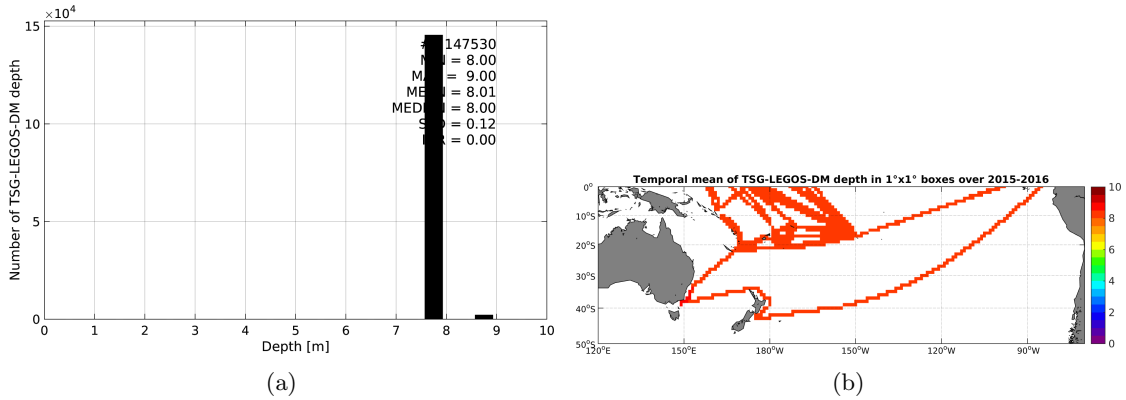 ×10⁴
15
10
5
0
Number of TSG-LEGOS-DM depth
147530
= 8.00
= 9.00
= 8.01
= 8.00
= 0.12
= 0.00
0 1 2 3 4 5 6 7 8 9 10
Depth [m]
(a)
Temporal mean of TSG-LEGOS-DM depth in 1°x1° boxes over 2015-2016
0°
10°S
20°S
30°S
40°S
50°S
120°E 150°E 180°W 150°W 120°W 90°W
10
8
6
4
2
0
(b)